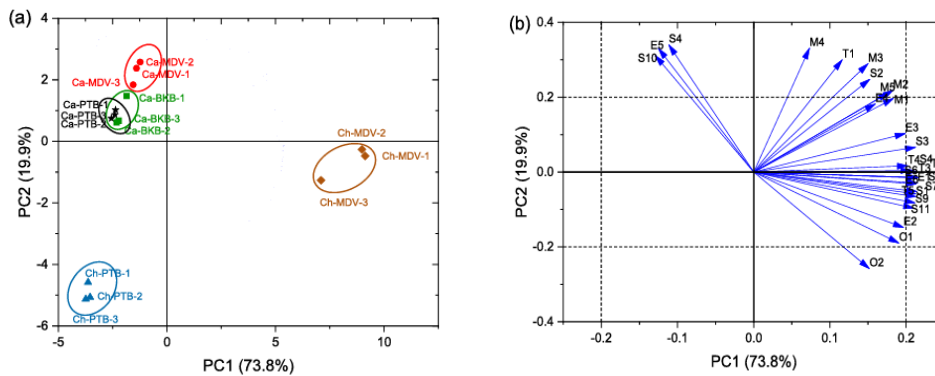 (a)
4
2
0
-2
-4
-6
PC2 (19.9%)
Ca-MDV-2
Ca-MDV-1
Ca-MDV-3
Ca-BKB-1
Ca-PTB-1
Ca-PTB-3
Ca-BKB-3
Ca-PTB-2
Ca-BKB-2
Ch-MDV-2
Ch-MDV-1
Ch-MDV-3
Ch-PTB-1
Ch-PTB-2
Ch-PTB-3
-5 0 5 10
PC1 (73.8%)
(b)
0.4
0.2
0.0
-0.2
-0.4
PC2 (19.9%)
E5 S4
S10
M4
T1
M3
S2
M5 M2
M1
E3
S3
T4 S4
S7
S9
S11
E2
O1
O2
-0.2 -0.1 0.0 0.1 0.2
PC1 (73.8%)